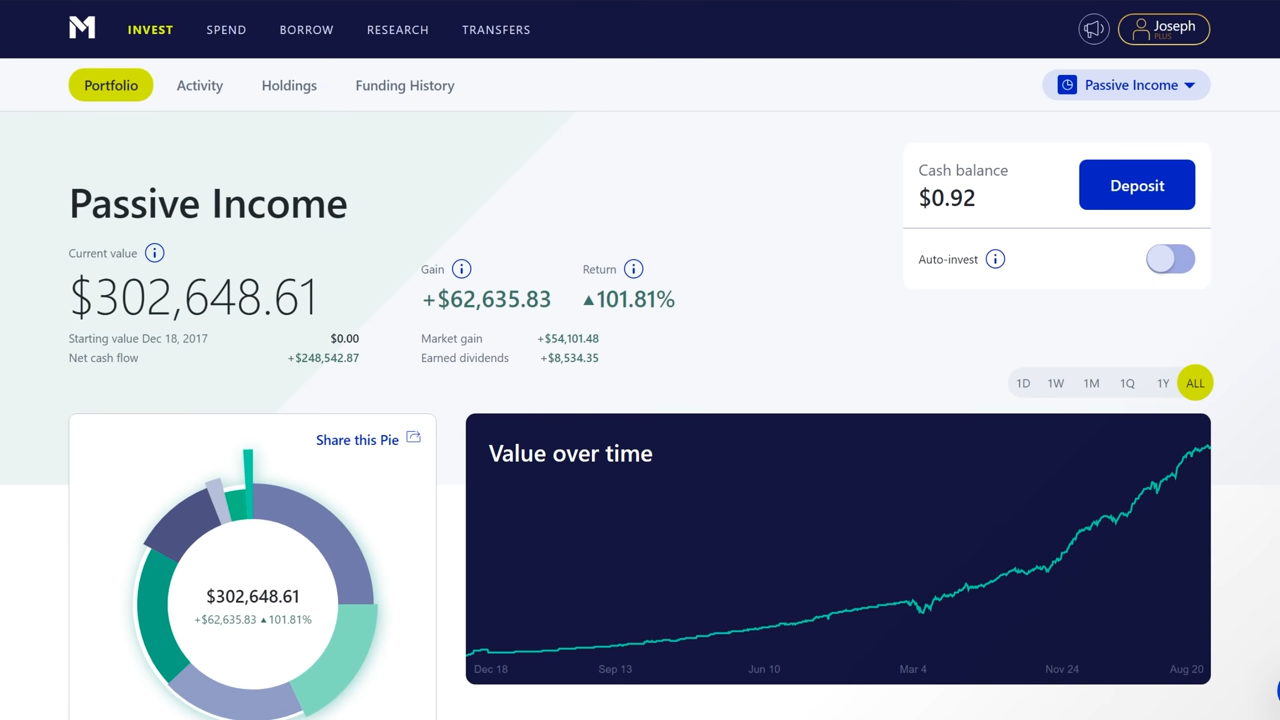 M INVEST SPEND BORROW RESEARCH TRANSFERS Joseph
PLUS
Portfolio Activity Holdings Funding History Passive Income
Cash balance
$0.92
Deposit
Passive Income
Auto-invest
Current value
$302,648.61
Gain
+$62,635.83
Return
▲101.81%
Starting value Dec 18, 2017 $0.00
Net cash flow +$248,542.87
Market gain +$54,101.48
Earned dividends +$8,534.35
1D 1W 1M 1Q 1Y ALL
Share this Pie
$302,648.61
+$62,635.83 ▲101.81%
Value over time
Dec 18 Sep 13 Jun 10 Mar 4 Nov 24 Aug 20